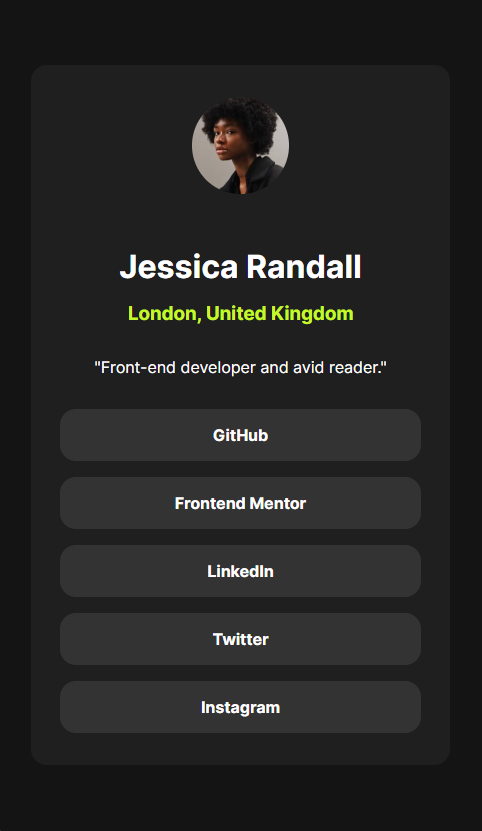 Jessica Randall
London, United Kingdom
"Front-end developer and avid reader."
GitHub
Frontend Mentor
LinkedIn
Twitter
Instagram